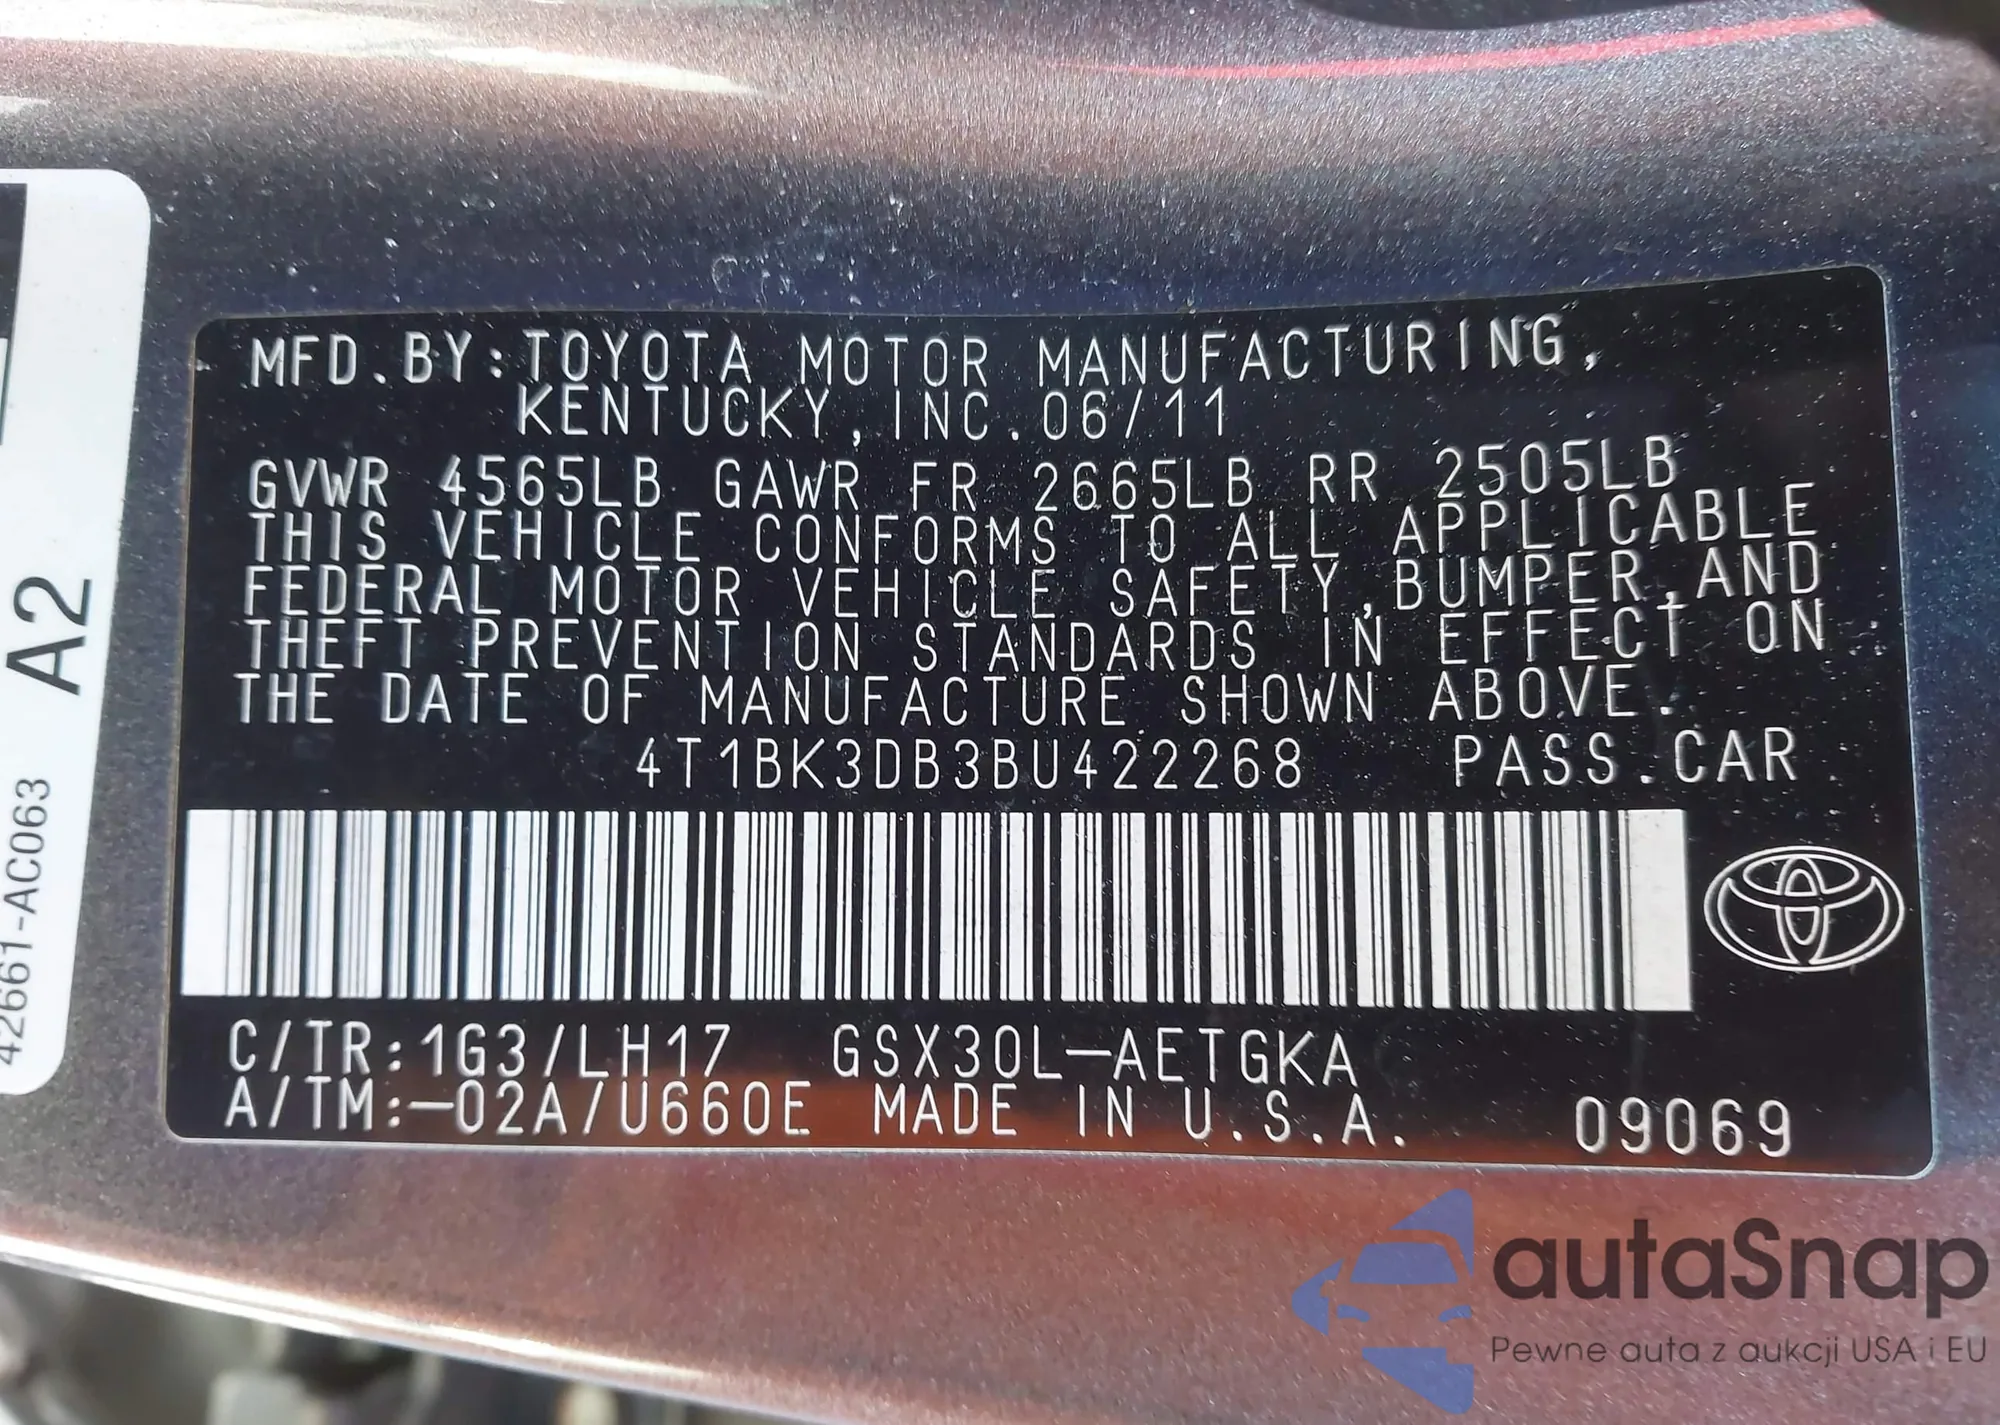 MFD.BY:TOYOTA MOTOR MANUFACTURING,
KENTUCKY, INC.06/11
GVWR 4565LB GAWR FR 2665LB RR 2505LB
THIS VEHICLE CONFORMS TO ALL APPLICABLE
FEDERAL MOTOR VEHICLE SAFETY,BUMPER,AND
THEFT PREVENTION STANDARDS IN EFFECT ON
THE DATE OF MANUFACTURE SHOWN ABOVE.
4T1BK3DB3BU422268 PASS.CAR
C/TR:1G3/LH17 GSX30L-AETGKA
A/TM:-02A/U660E MADE IN U.S.A. 09069
42661-AC063 A2
autaSnap
Pewne auta z aukcji USA i EU